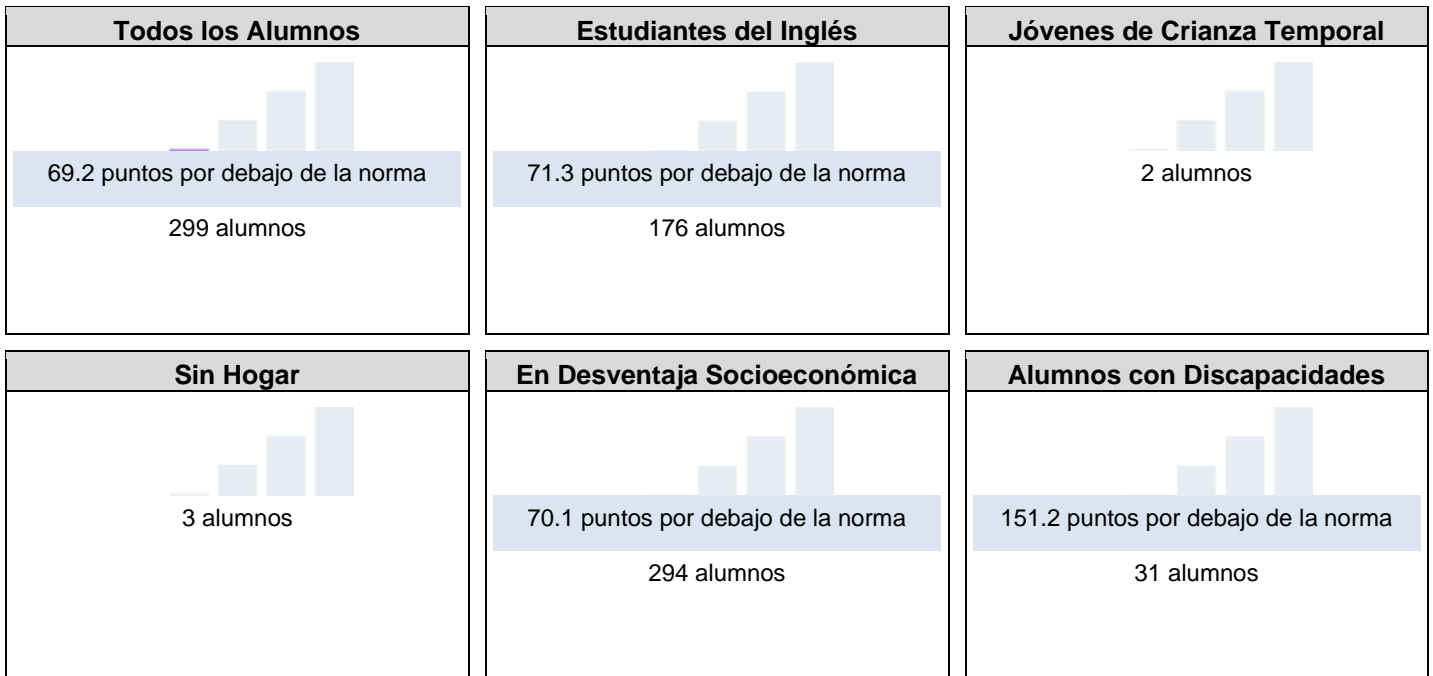 Todos los Alumnos
69.2 puntos por debajo de la norma
299 alumnos
Estudiantes del Inglés
71.3 puntos por debajo de la norma
176 alumnos
Jóvenes de Crianza Temporal
2 alumnos
Sin Hogar
3 alumnos
En Desventaja Socioeconómica
70.1 puntos por debajo de la norma
294 alumnos
Alumnos con Discapacidades
151.2 puntos por debajo de la norma
31 alumnos